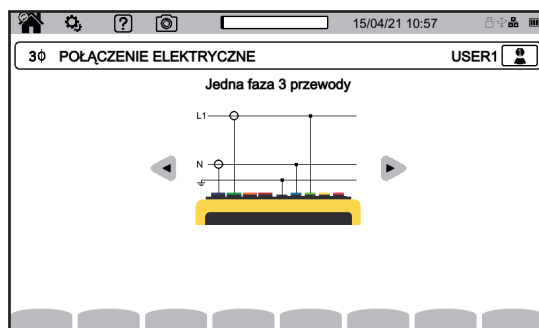 15/04/21 10:57
3ϕ POŁĄCZENIE ELEKTRYCZNE USER1
Jedna faza 3 przewody
L1
N